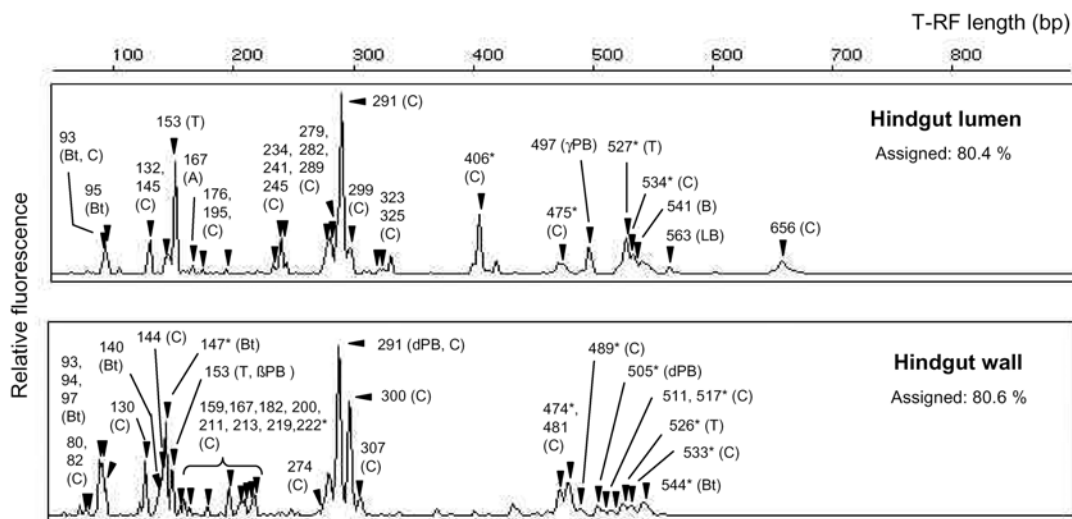 T-RF length (bp)
100 200 300 400 500 600 700 800
Relative fluorescence
Hindgut lumen
Assigned: 80.4 %
93
(Bt, C)
95
(Bt)
132,
145
(C)
153 (T)
167
(A)
176,
195,
(C)
234,
241,
245
(C)
279,
282,
289
(C)
291 (C)
299
(C)
323
325
(C)
406*
(C)
475*
(C)
497 (γPB)
527* (T)
534* (C)
541 (B)
563 (LB)
656 (C)
Hindgut wall
Assigned: 80.6 %
93,
94,
97
(Bt)
80,
82
(C)
130
(C)
140
(Bt)
144 (C)
147* (Bt)
153 (T, ßPB )
159,167,182, 200,
211, 213, 219,222*
(C)
274
(C)
291 (dPB, C)
300 (C)
307
(C)
474*,
481
(C)
489* (C)
505* (dPB)
511, 517* (C)
526* (T)
533* (C)
544* (Bt)